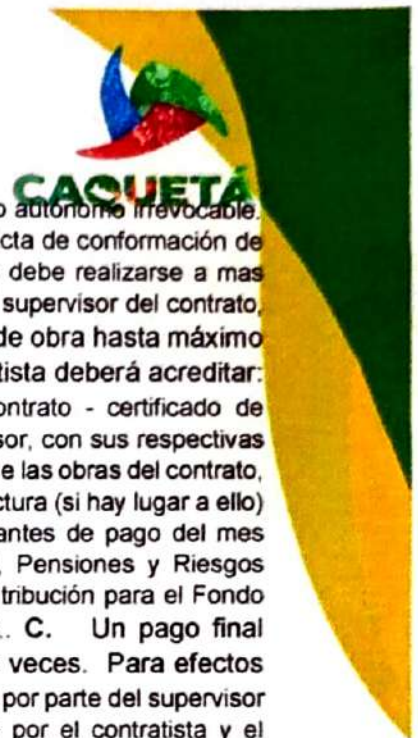 CAQUETÁ
o autónomo irrevocable.
cta de conformación de
debe realizarse a mas
supervisor del contrato,
de obra hasta máximo
tista deberá acreditar:
ontrato - certificado de
sor, con sus respectivas
e las obras del contrato,
ctura (si hay lugar a ello)
antes de pago del mes
, Pensiones y Riesgos
tribución para el Fondo
. C. Un pago final
veces. Para efectos
por parte del supervisor
por el contratista y el